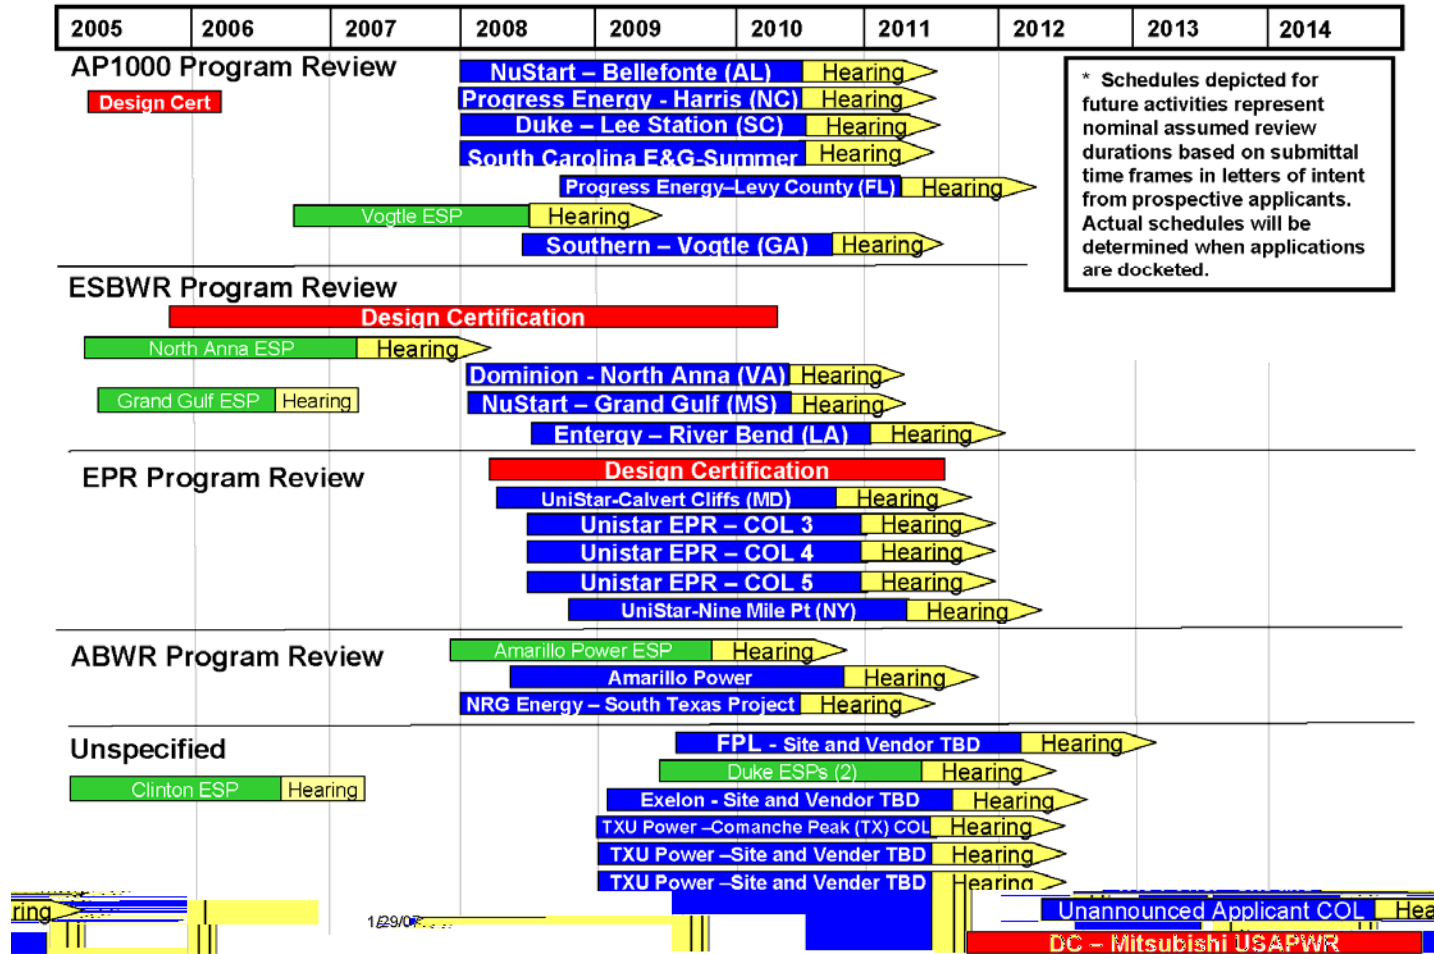 2005 2006 2007 2008 2009 2010 2011 2012 2013 2014
AP1000 Program Review
NuStart – Bellefonte (AL) Hearing
Design Cert
Progress Energy - Harris (NC) Hearing
Duke – Lee Station (SC) Hearing
South Carolina E&G-Summer Hearing
Progress Energy–Levy County (FL) Hearing
Vogtle ESP Hearing
Southern – Vogtle (GA) Hearing
* Schedules depicted for
future activities represent
nominal assumed review
durations based on submittal
time frames in letters of intent
from prospective applicants.
Actual schedules will be
determined when applications
are docketed.
ESBWR Program Review
Design Certification
North Anna ESP Hearing
Dominion - North Anna (VA) Hearing
Grand Gulf ESP Hearing
NuStart – Grand Gulf (MS) Hearing
Entergy – River Bend (LA) Hearing
EPR Program Review
Design Certification
UniStar-Calvert Cliffs (MD) Hearing
Unistar EPR – COL 3 Hearing
Unistar EPR – COL 4 Hearing
Unistar EPR – COL 5 Hearing
UniStar-Nine Mile Pt (NY) Hearing
ABWR Program Review
Amarillo Power ESP Hearing
Amarillo Power Hearing
NRG Energy – South Texas Project Hearing
Unspecified
FPL - Site and Vendor TBD Hearing
Duke ESPs (2) Hearing
Clinton ESP Hearing
Exelon - Site and Vendor TBD Hearing
TXU Power –Comanche Peak (TX) COL Hearing
TXU Power –Site and Vender TBD Hearing
TXU Power –Site and Vender TBD Hearing
ring
1/29/07
Unannounced Applicant COL Hea
DC – Mitsubishi USAPWR